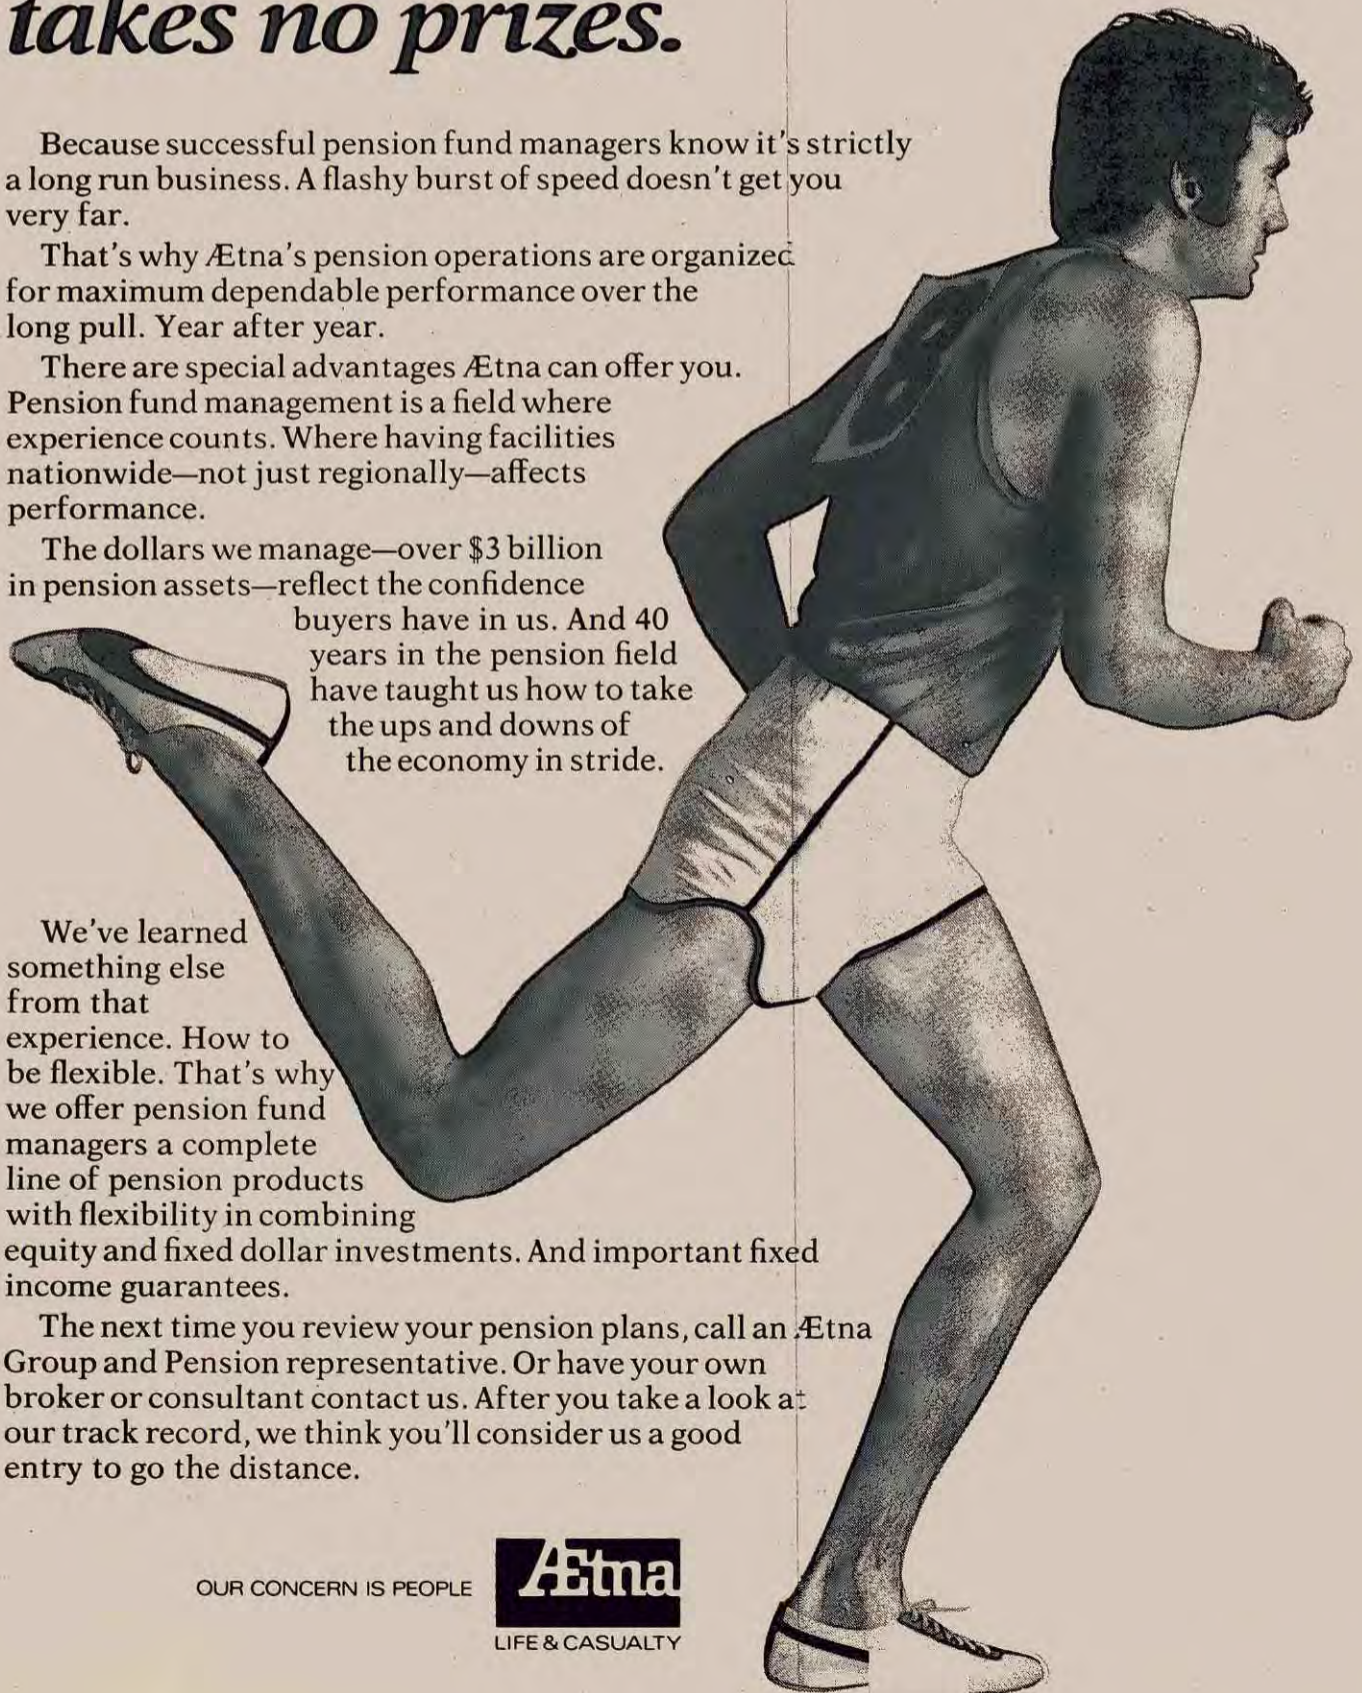 takes no prizes.
Because successful pension fund managers know it's strictly
a long run business. A flashy burst of speed doesn't get you
very far.
That's why Ætna's pension operations are organized
for maximum dependable performance over the
long pull. Year after year.
There are special advantages Ætna can offer you.
Pension fund management is a field where
experience counts. Where having facilities
nationwide—not just regionally—affects
performance.
The dollars we manage—over $3 billion
in pension assets—reflect the confidence
buyers have in us. And 40
years in the pension field
have taught us how to take
the ups and downs of
the economy in stride.
We've learned
something else
from that
experience. How to
be flexible. That's why
we offer pension fund
managers a complete
line of pension products
with flexibility in combining
equity and fixed dollar investments. And important fixed
income guarantees.
The next time you review your pension plans, call an Ætna
Group and Pension representative. Or have your own
broker or consultant contact us. After you take a look at
our track record, we think you'll consider us a good
entry to go the distance.
OUR CONCERN IS PEOPLE
Ætna
LIFE & CASUALTY